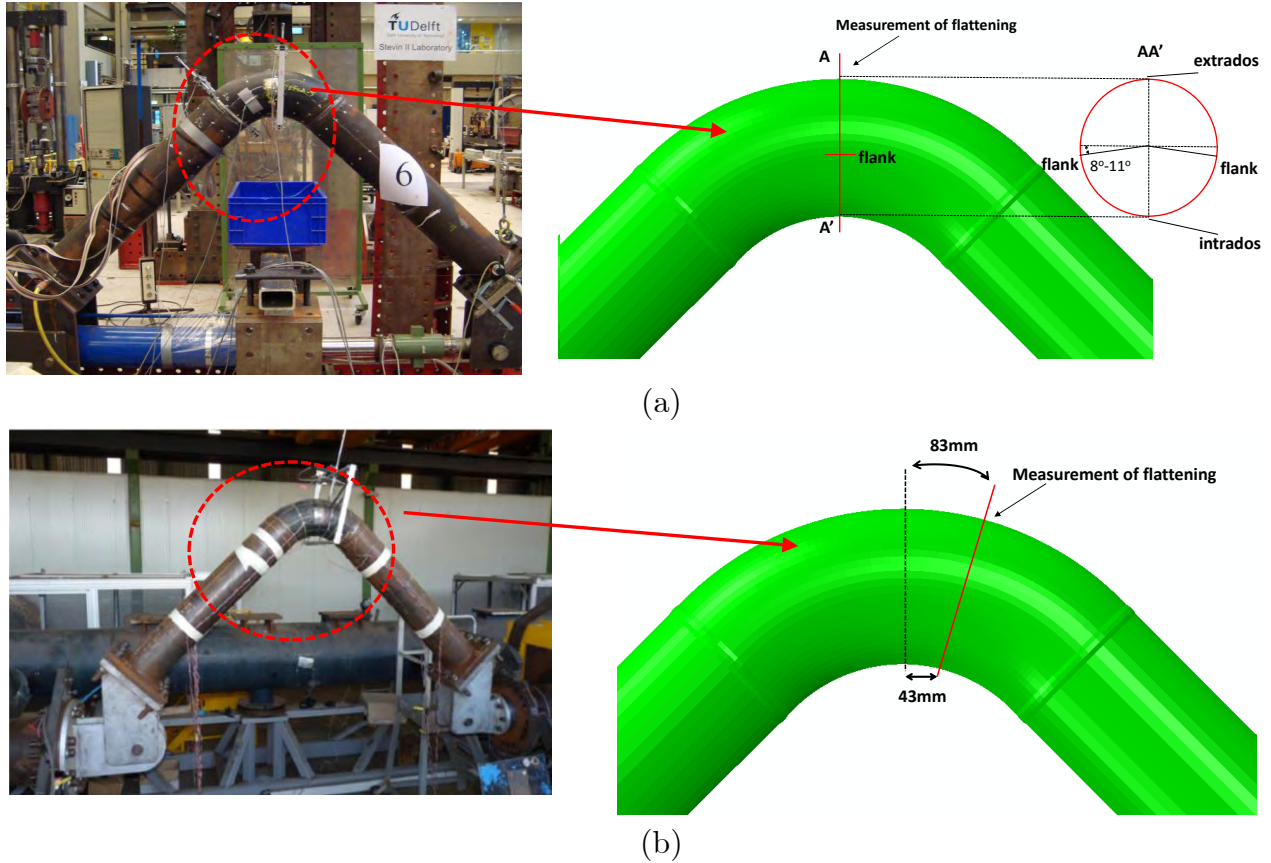 TUDelft
Stevin II Laboratory
6
Measurement of flattening
A
AA’
extrados
flank
flank
8°-11°
flank
A’
intrados
(a)
83mm
Measurement of flattening
43mm
(b)